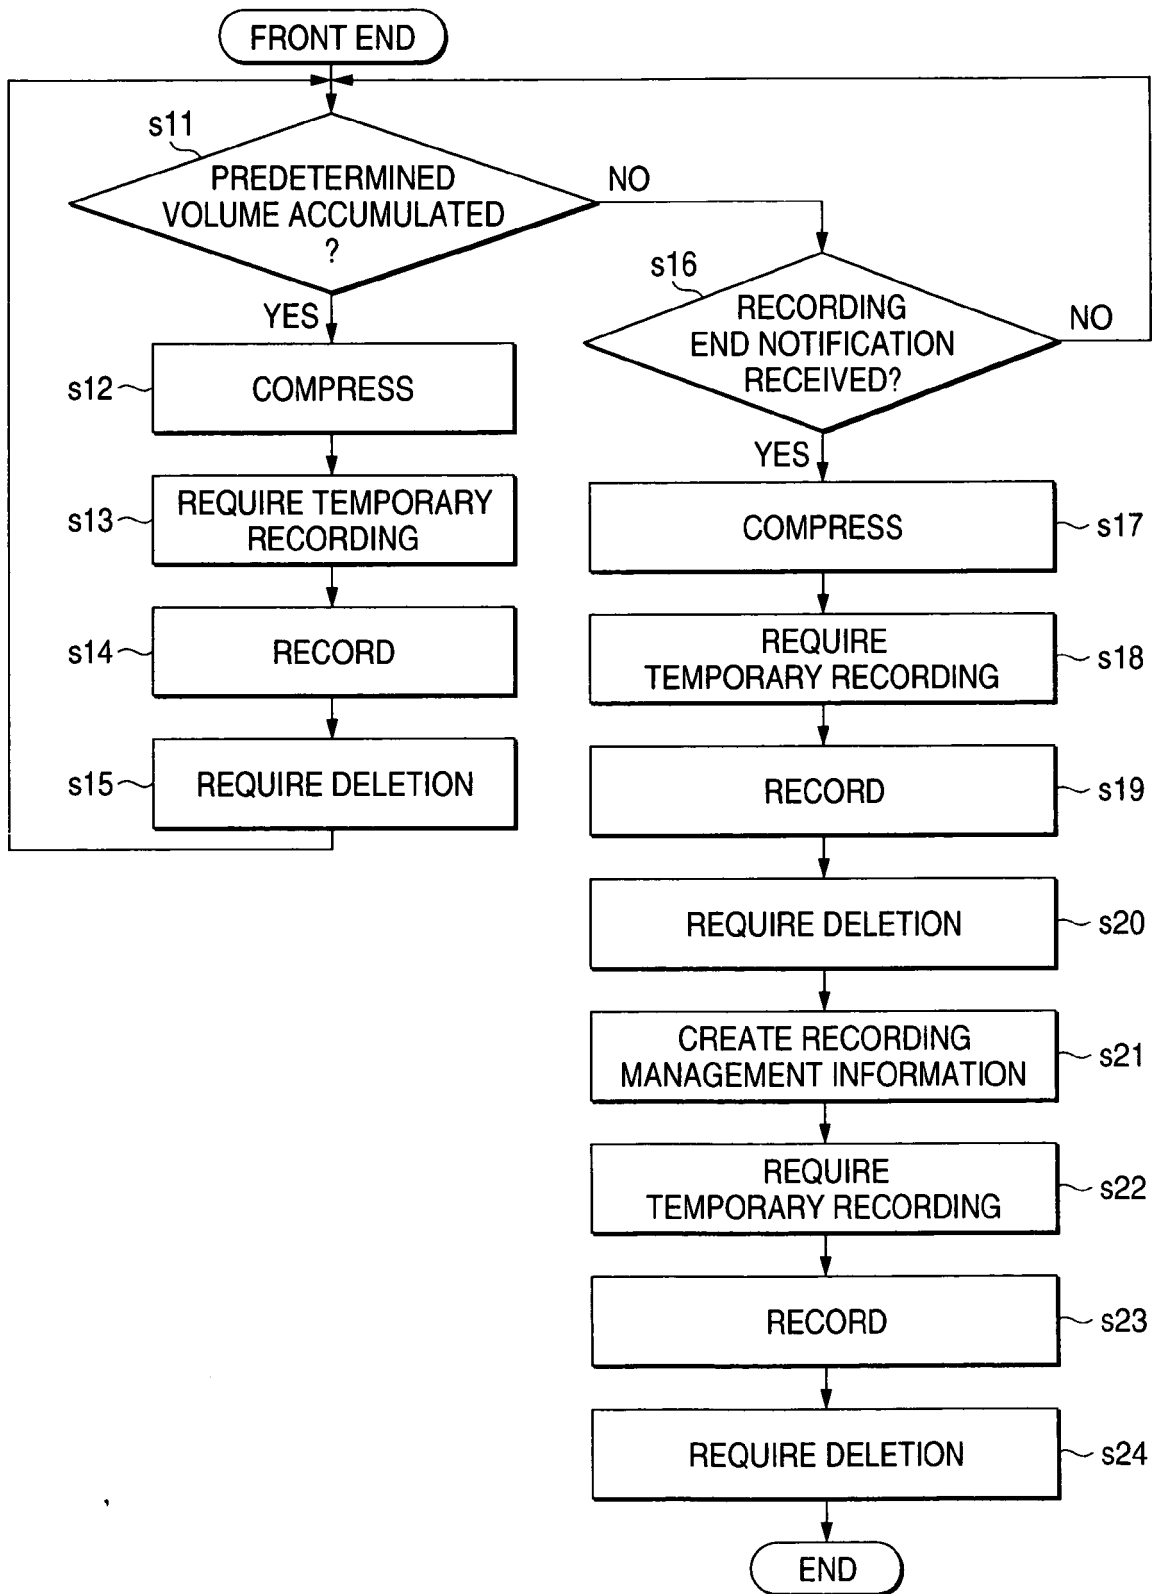 FRONT END
s11
PREDETERMINED
VOLUME ACCUMULATED
?
NO
YES
s12
COMPRESS
s13
REQUIRE TEMPORARY
RECORDING
s14
RECORD
s15
REQUIRE DELETION
s16
RECORDING
END NOTIFICATION
RECEIVED?
NO
YES
COMPRESS
s17
REQUIRE
TEMPORARY RECORDING
s18
RECORD
s19
REQUIRE DELETION
s20
CREATE RECORDING
MANAGEMENT INFORMATION
s21
REQUIRE
TEMPORARY RECORDING
s22
RECORD
s23
REQUIRE DELETION
s24
END